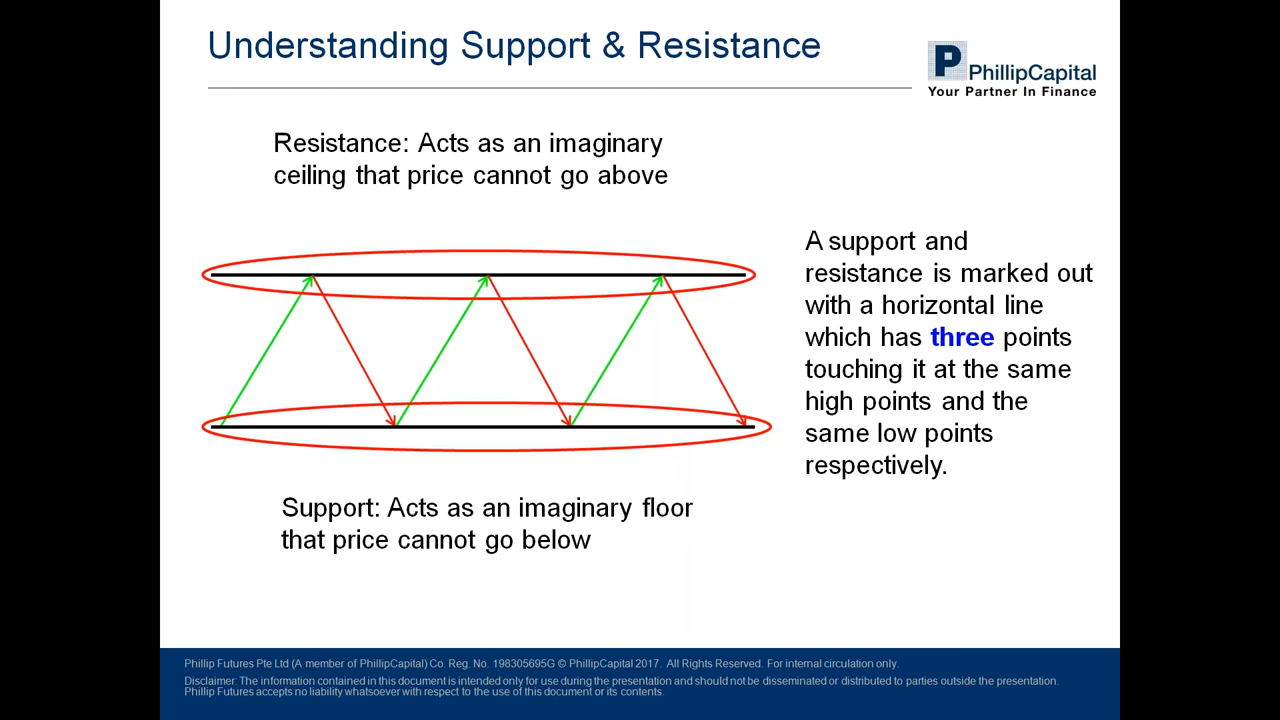 Understanding Support & Resistance
P PhillipCapital
Your Partner In Finance
Resistance: Acts as an imaginary
ceiling that price cannot go above
A support and
resistance is marked out
with a horizontal line
which has three points
touching it at the same
high points and the
same low points
respectively.
Support: Acts as an imaginary floor
that price cannot go below
Phillip Futures Pte Ltd (A member of PhillipCapital) Co. Reg. No. 198305695G © PhillipCapital 2017. All Rights Reserved. For internal circulation only.
Disclaimer: The information contained in this document is intended only for use during the presentation and should not be disseminated or distributed to parties outside the presentation.
Phillip Futures accepts no liability whatsoever with respect to the use of this document or its contents.